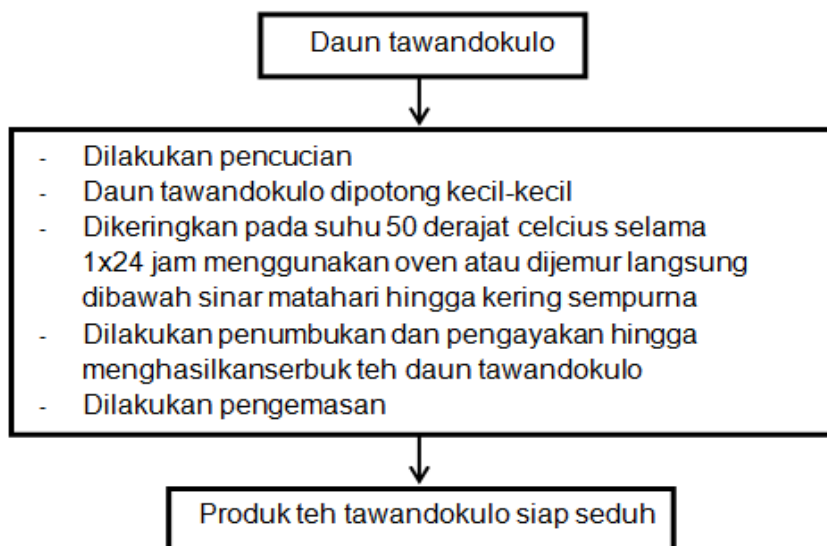 Daun tawandokulo
- Dilakukan pencucian
- Daun tawandokulo dipotong kecil-kecil
- Dikeringkan pada suhu 50 derajat celcius selama
1x24 jam menggunakan oven atau dijemur langsung
dibawah sinar matahari hingga kering sempurna
- Dilakukan penumbukan dan pengayakan hingga
menghasilkanserbuk teh daun tawandokulo
- Dilakukan pengemasan
Produk teh tawandokulo siap seduh